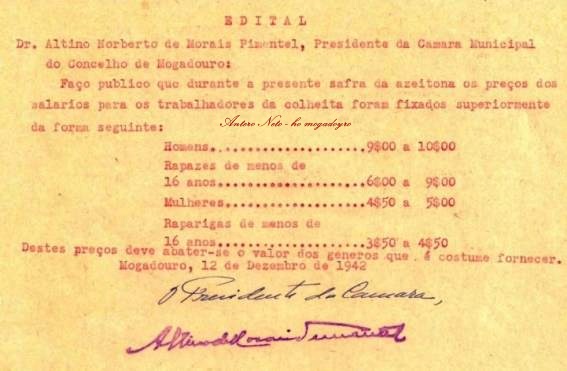 EDITAL
Dr. Altino Norberto de Morais Pimentel, Presidente da Camara Municipal
do Concelho de Mogadouro:
Faço publico que durante a presente safra da azeitona os preços dos
salarios para os trabalhadores da colheita foram fixados superiormente
da forma seguinte:
Antero Neto - ho mogadoyro
Homens......................9$00 a 10$00
Rapazes de menos de
16 anos.....................6$00 a 9$00
Mulheres....................4$50 a 5$00
Raparigas de menos de
16 anos.....................3$50 a 4$50
Destes preços deve abater-se o valor dos generos que é costume fornecer.
Mogadouro, 12 de Dezembro de 1942
O Presidente da Camara,
Altino de Morais Pimentel